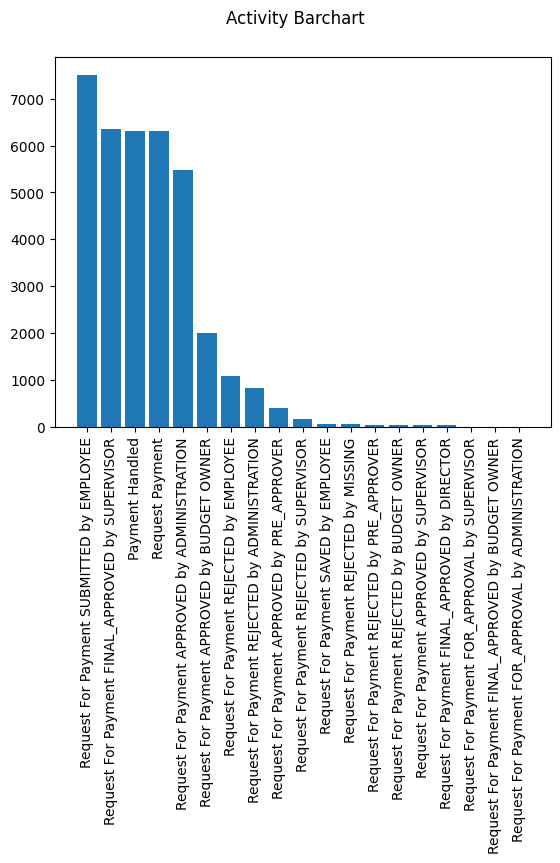 Activity Barchart
7000
6000
5000
4000
3000
2000
1000
0
Request For Payment SUBMITTED by EMPLOYEE
Request For Payment FINAL_APPROVED by SUPERVISOR
Payment Handled
Request Payment
Request For Payment APPROVED by ADMINISTRATION
Request For Payment APPROVED by BUDGET OWNER
Request For Payment REJECTED by EMPLOYEE
Request For Payment REJECTED by ADMINISTRATION
Request For Payment APPROVED by PRE_APPROVER
Request For Payment REJECTED by SUPERVISOR
Request For Payment SAVED by EMPLOYEE
Request For Payment REJECTED by MISSING
Request For Payment REJECTED by PRE_APPROVER
Request For Payment REJECTED by BUDGET OWNER
Request For Payment APPROVED by SUPERVISOR
Request For Payment FINAL_APPROVED by DIRECTOR
Request For Payment FOR_APPROVAL by SUPERVISOR
Request For Payment FINAL_APPROVED by BUDGET OWNER
Request For Payment FOR_APPROVAL by ADMINISTRATION